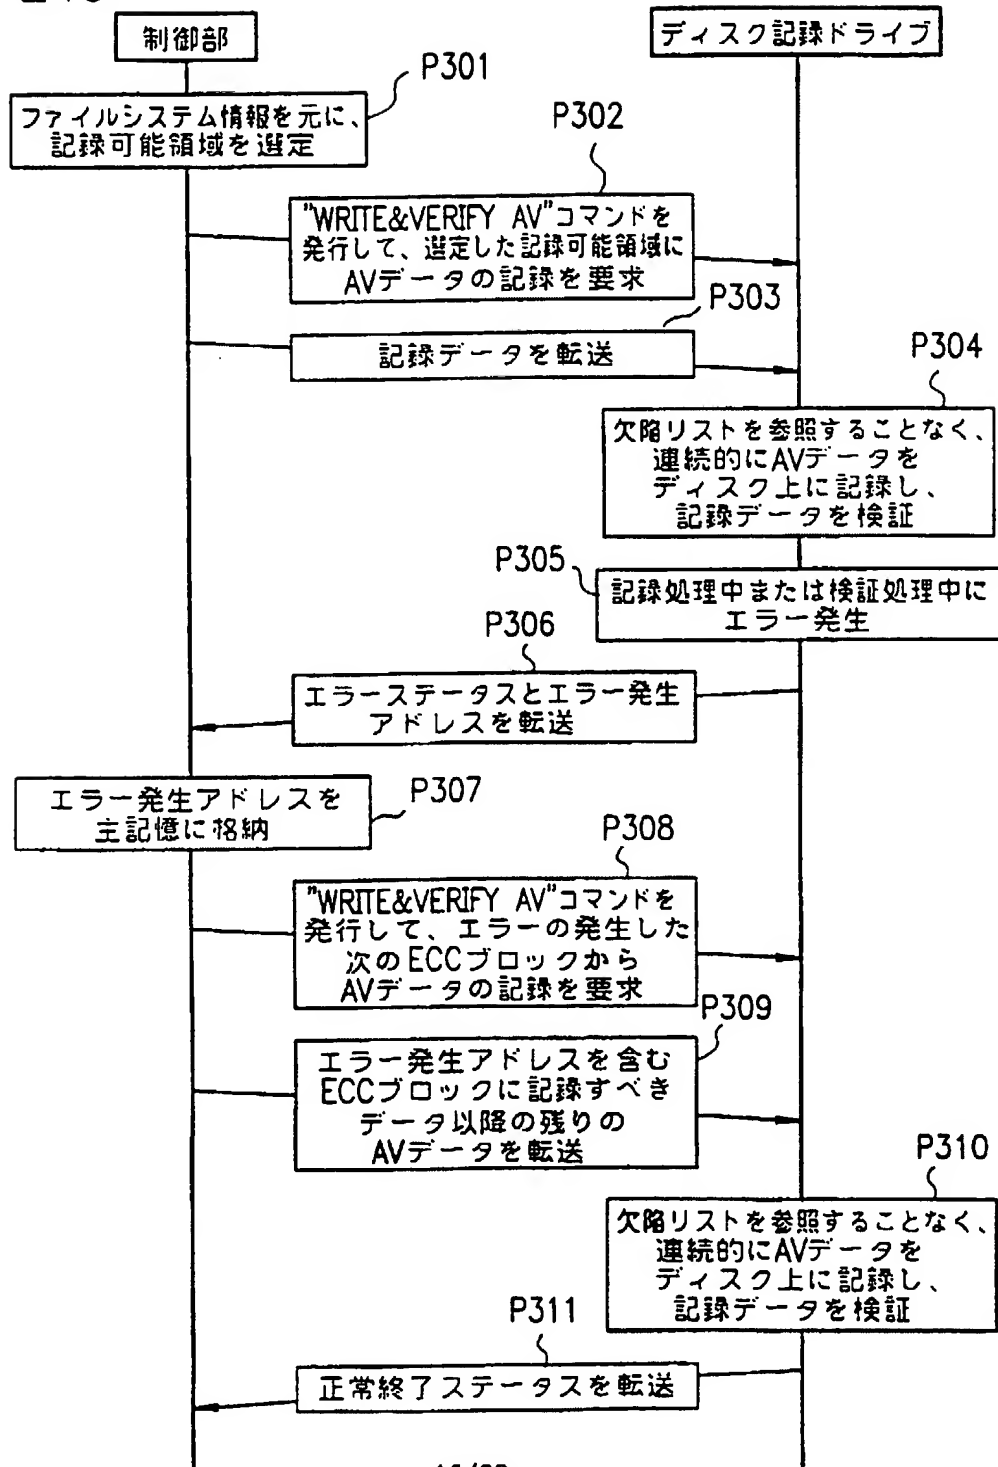 制御部
ディスク記録ドライブ
P301
ファイルシステム情報を元に、
記録可能領域を選定
P302
"WRITE&VERIFY AV"コマンドを
発行して、選定した記録可能領域に
AVデータの記録を要求
P303
記録データを転送
P304
欠陥リストを参照することなく、
連続的にAVデータを
ディスク上に記録し、
記録データを検証
P305
記録処理中または検証処理中に
エラー発生
P306
エラーステータスとエラー発生
アドレスを転送
P307
エラー発生アドレスを
主記憶に格納
P308
"WRITE&VERIFY AV"コマンドを
発行して、エラーの発生した
次のECCブロックから
AVデータの記録を要求
P309
エラー発生アドレスを含む
ECCブロックに記録すべき
データ以降の残りの
AVデータを転送
P310
欠陥リストを参照することなく、
連続的にAVデータを
ディスク上に記録し、
記録データを検証
P311
正常終了ステータスを転送